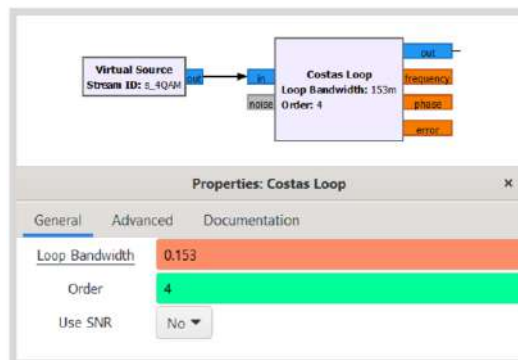 Virtual Source
Stream ID: s_4QAM
out
in
noise
Costas Loop
Loop Bandwidth: 153m
Order: 4
out
frequency
phase
error
Properties: Costas Loop ×
General Advanced Documentation
Loop Bandwidth 0.153
Order 4
Use SNR No